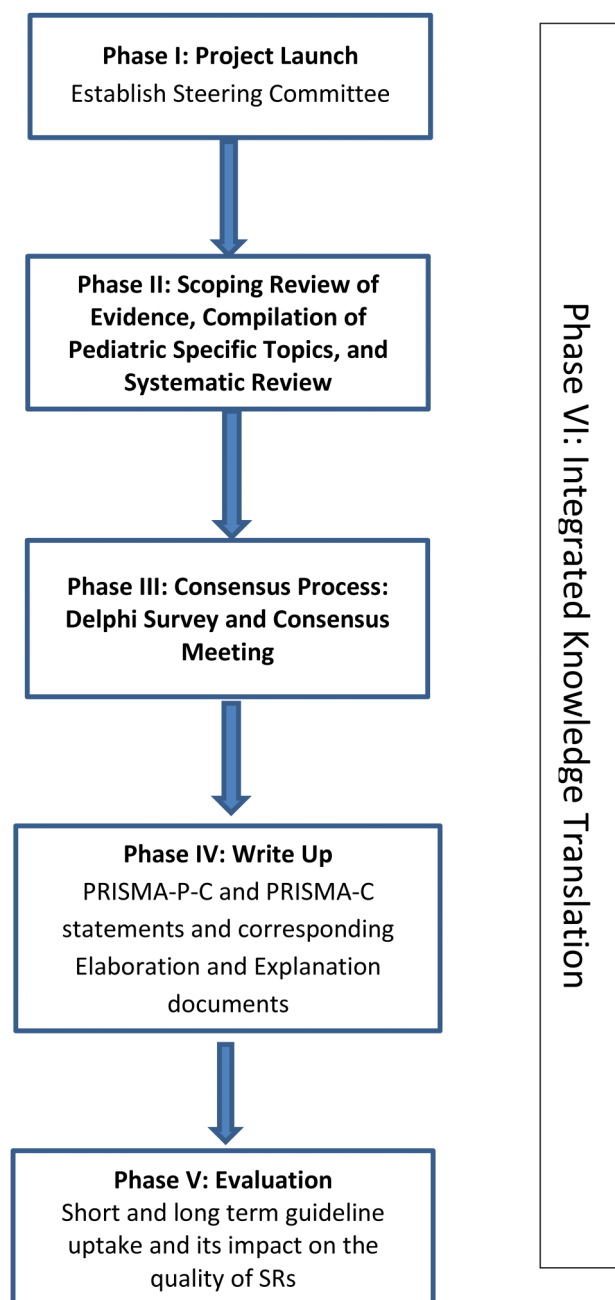 Phase I: Project Launch
Establish Steering Committee
Phase II: Scoping Review of
Evidence, Compilation of
Pediatric Specific Topics, and
Systematic Review
Phase III: Consensus Process:
Delphi Survey and Consensus
Meeting
Phase IV: Write Up
PRISMA-P-C and PRISMA-C
statements and corresponding
Elaboration and Explanation
documents
Phase V: Evaluation
Short and long term guideline
uptake and its impact on the
quality of SRs
Phase VI: Integrated Knowledge Translation